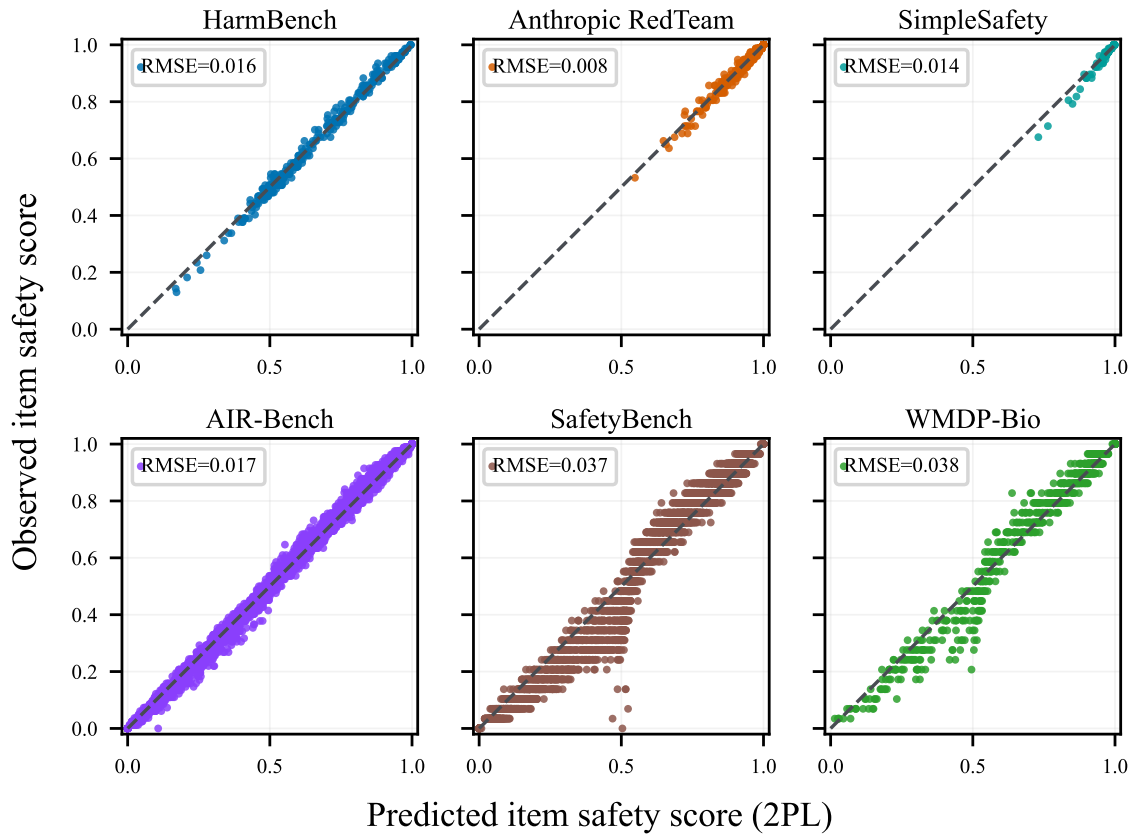 HarmBench
Anthropic RedTeam
SimpleSafety
1.0
0.8
0.6
0.4
0.2
0.0
RMSE=0.016
RMSE=0.008
RMSE=0.014
0.0 0.5 1.0
0.0 0.5 1.0
0.0 0.5 1.0
Observed item safety score
AIR-Bench
SafetyBench
WMDP-Bio
1.0
0.8
0.6
0.4
0.2
0.0
RMSE=0.017
RMSE=0.037
RMSE=0.038
0.0 0.5 1.0
0.0 0.5 1.0
0.0 0.5 1.0
Predicted item safety score (2PL)